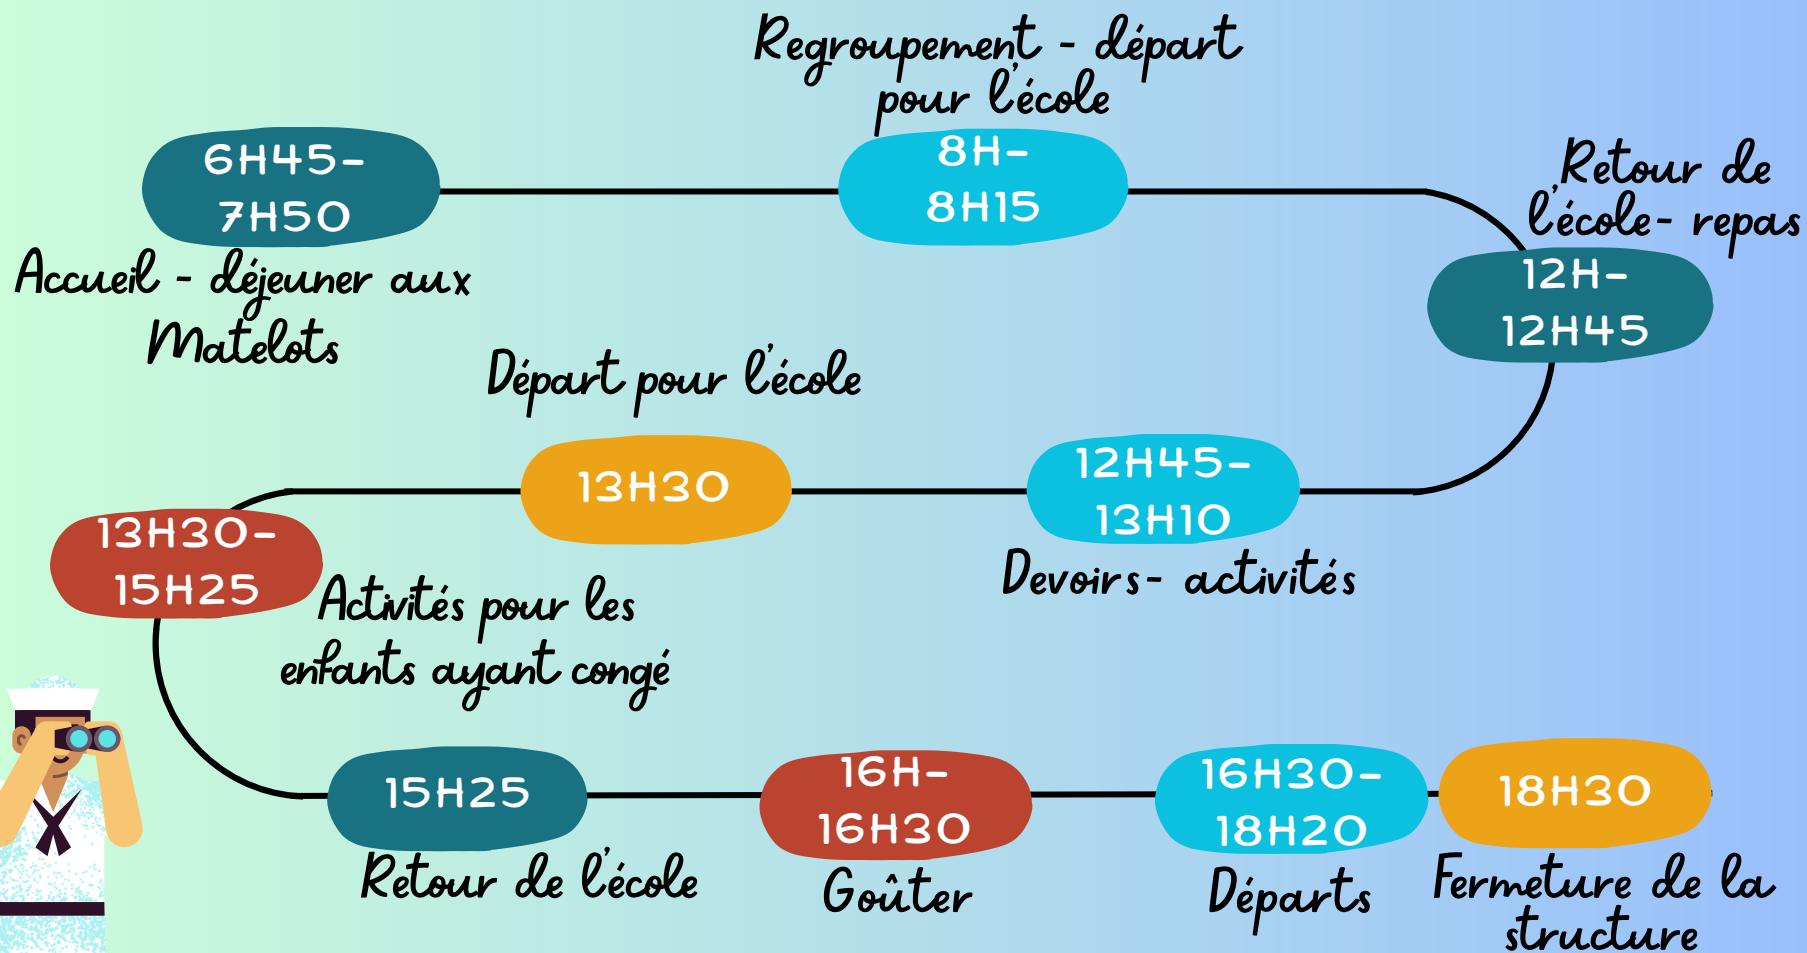 Regroupement - départ
pour l'école
6H45-
7H50
Accueil - déjeuner aux
Matelots
8H-
8H15
Retour de
l'école- repas
12H-
12H45
12H45-
13H10
Devoirs- activités
Départ pour l'école
13H30
13H30-
15H25
Activités pour les
enfants ayant congé
15H25
Retour de l'école
16H-
16H30
Goûter
16H30-
18H20
Départs
18H30
Fermeture de la
structure